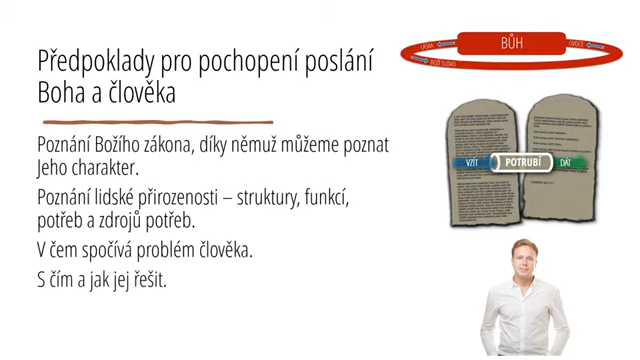 Předpoklady pro pochopení poslání
Boha a člověka
Poznání Božího zákona, díky němuž můžeme poznat
Jeho charakter.
Poznání lidské přirozenosti – struktury, funkcí,
potřeb a zdrojů potřeb.
V čem spočívá problém člověka.
S čím a jak jej řešit.
BŮH
LÁSKA
OVOCE
BOŽÍ SLOVO
VZÍT POTRUBÍ DÁT